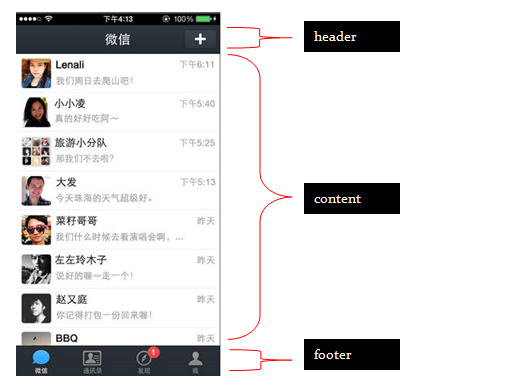 下午4:13
100%
微信
+
header
Lenali
下午6:11
我们周日去爬山吧!
小小凌
下午5:40
真的好好吃阿~
旅游小分队
下午5:25
那我们不去啦?
大发
下午5:13
今天珠海的天气超级好。
content
菜籽哥哥
昨天
我们什么时候去看演唱会啊，...
左左玲木子
昨天
说好的喔~走一个!
赵又庭
昨天
你记得打包一份回来喔!
BBQ
昨天
footer
1
微信
通讯录
发现
我